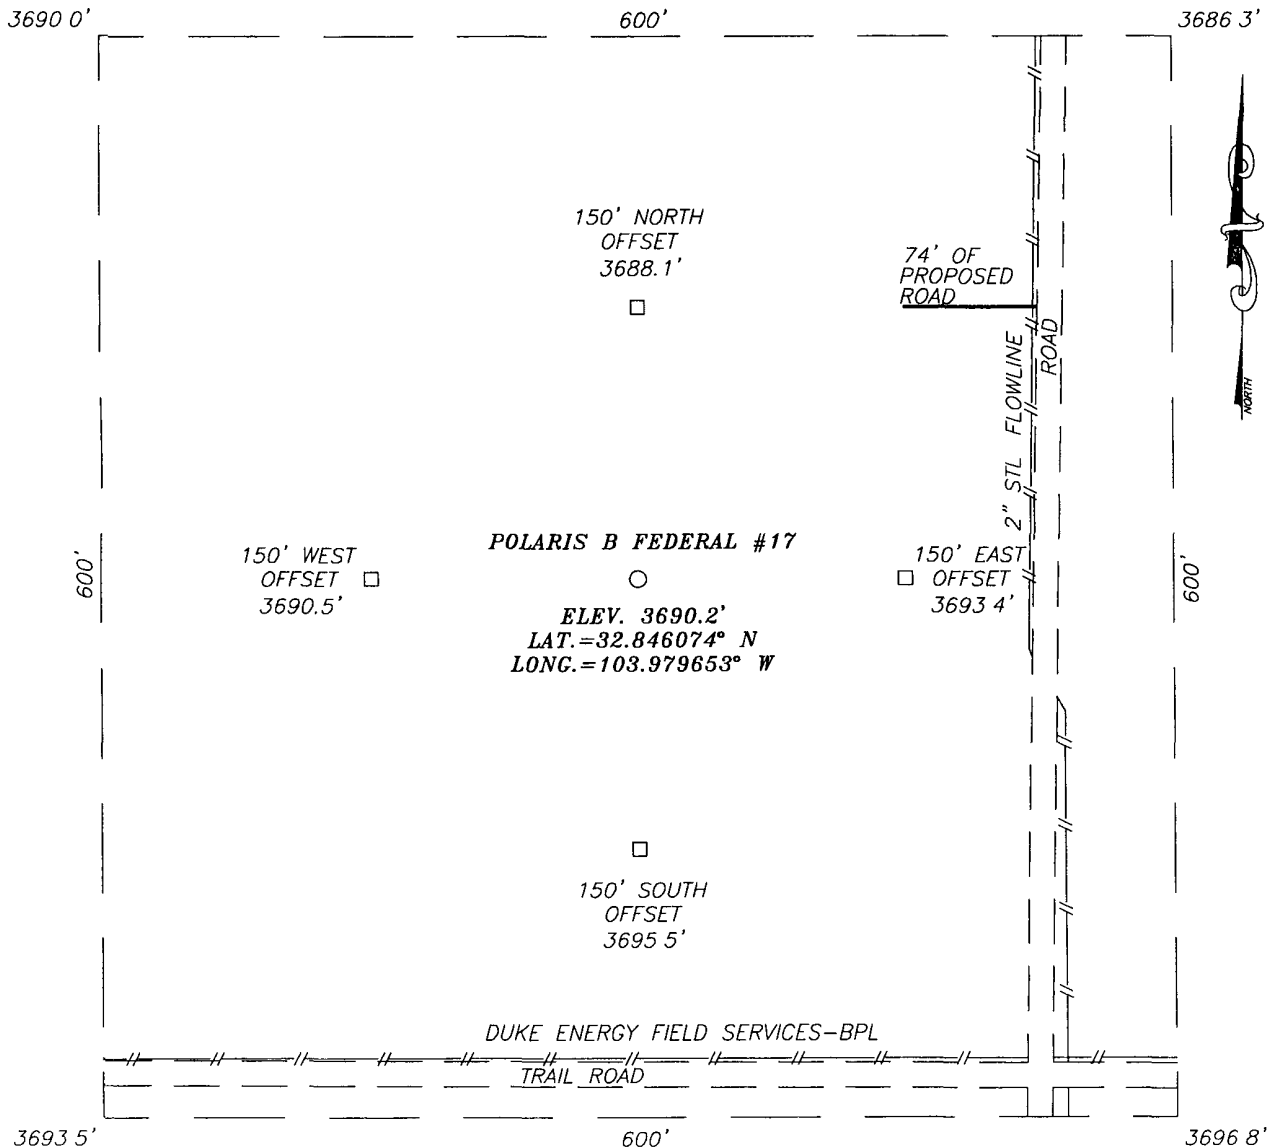 3690 0'
600'
3686 3'
150' NORTH
OFFSET
3688.1'
74' OF
PROPOSED
ROAD
2" STL FLOWLINE
ROAD
NORTH
600'
150' WEST
OFFSET
3690.5'
POLARIS B FEDERAL #17
ELEV. 3690.2'
LAT.=32.846074° N
LONG.=103.979653° W
150' EAST
OFFSET
3693 4'
600'
150' SOUTH
OFFSET
3695 5'
DUKE ENERGY FIELD SERVICES-BPL
TRAIL ROAD
3693 5'
600'
3696 8'